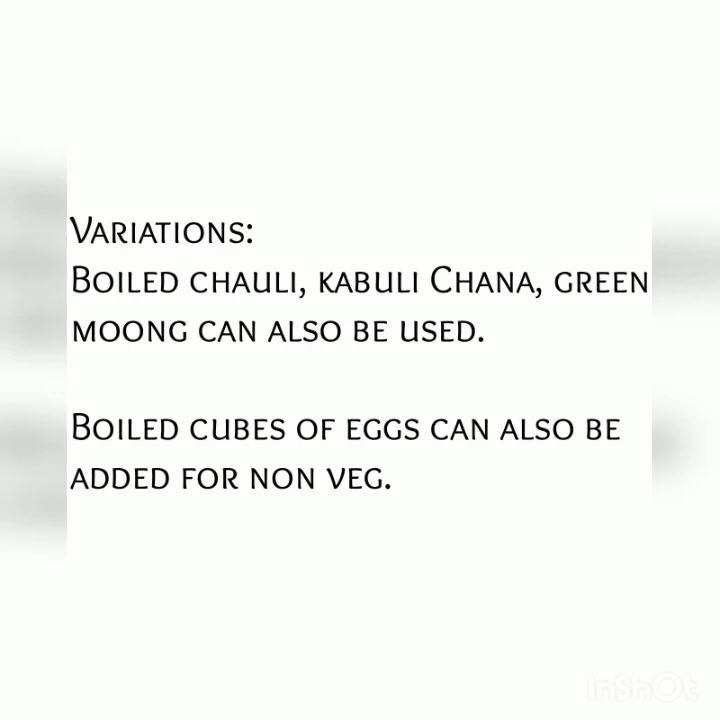 Variations:
Boiled chauli, kabuli Chana, green
moong can also be used.
Boiled cubes of eggs can also be
added for non veg.
InShOt